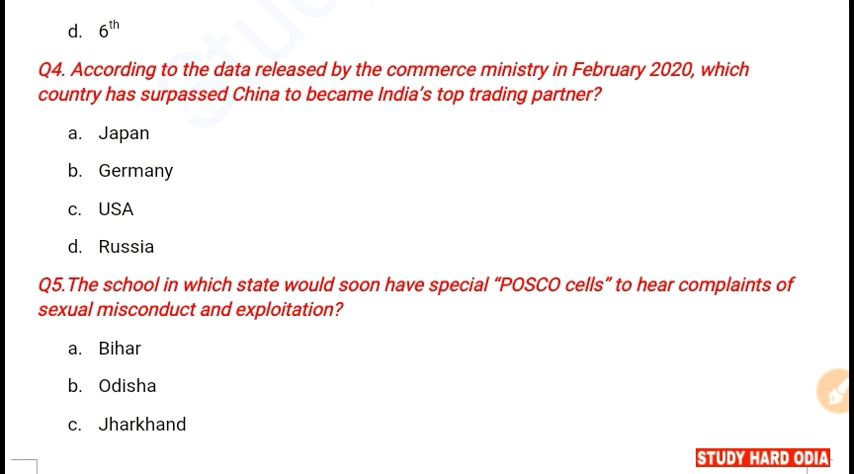 d. 6th
Q4. According to the data released by the commerce ministry in February 2020, which
country has surpassed China to became India's top trading partner?
a. Japan
b. Germany
c. USA
d. Russia
Q5.The school in which state would soon have special “POSCO cells” to hear complaints of
sexual misconduct and exploitation?
a. Bihar
b. Odisha
c. Jharkhand
STUDY HARD ODIA